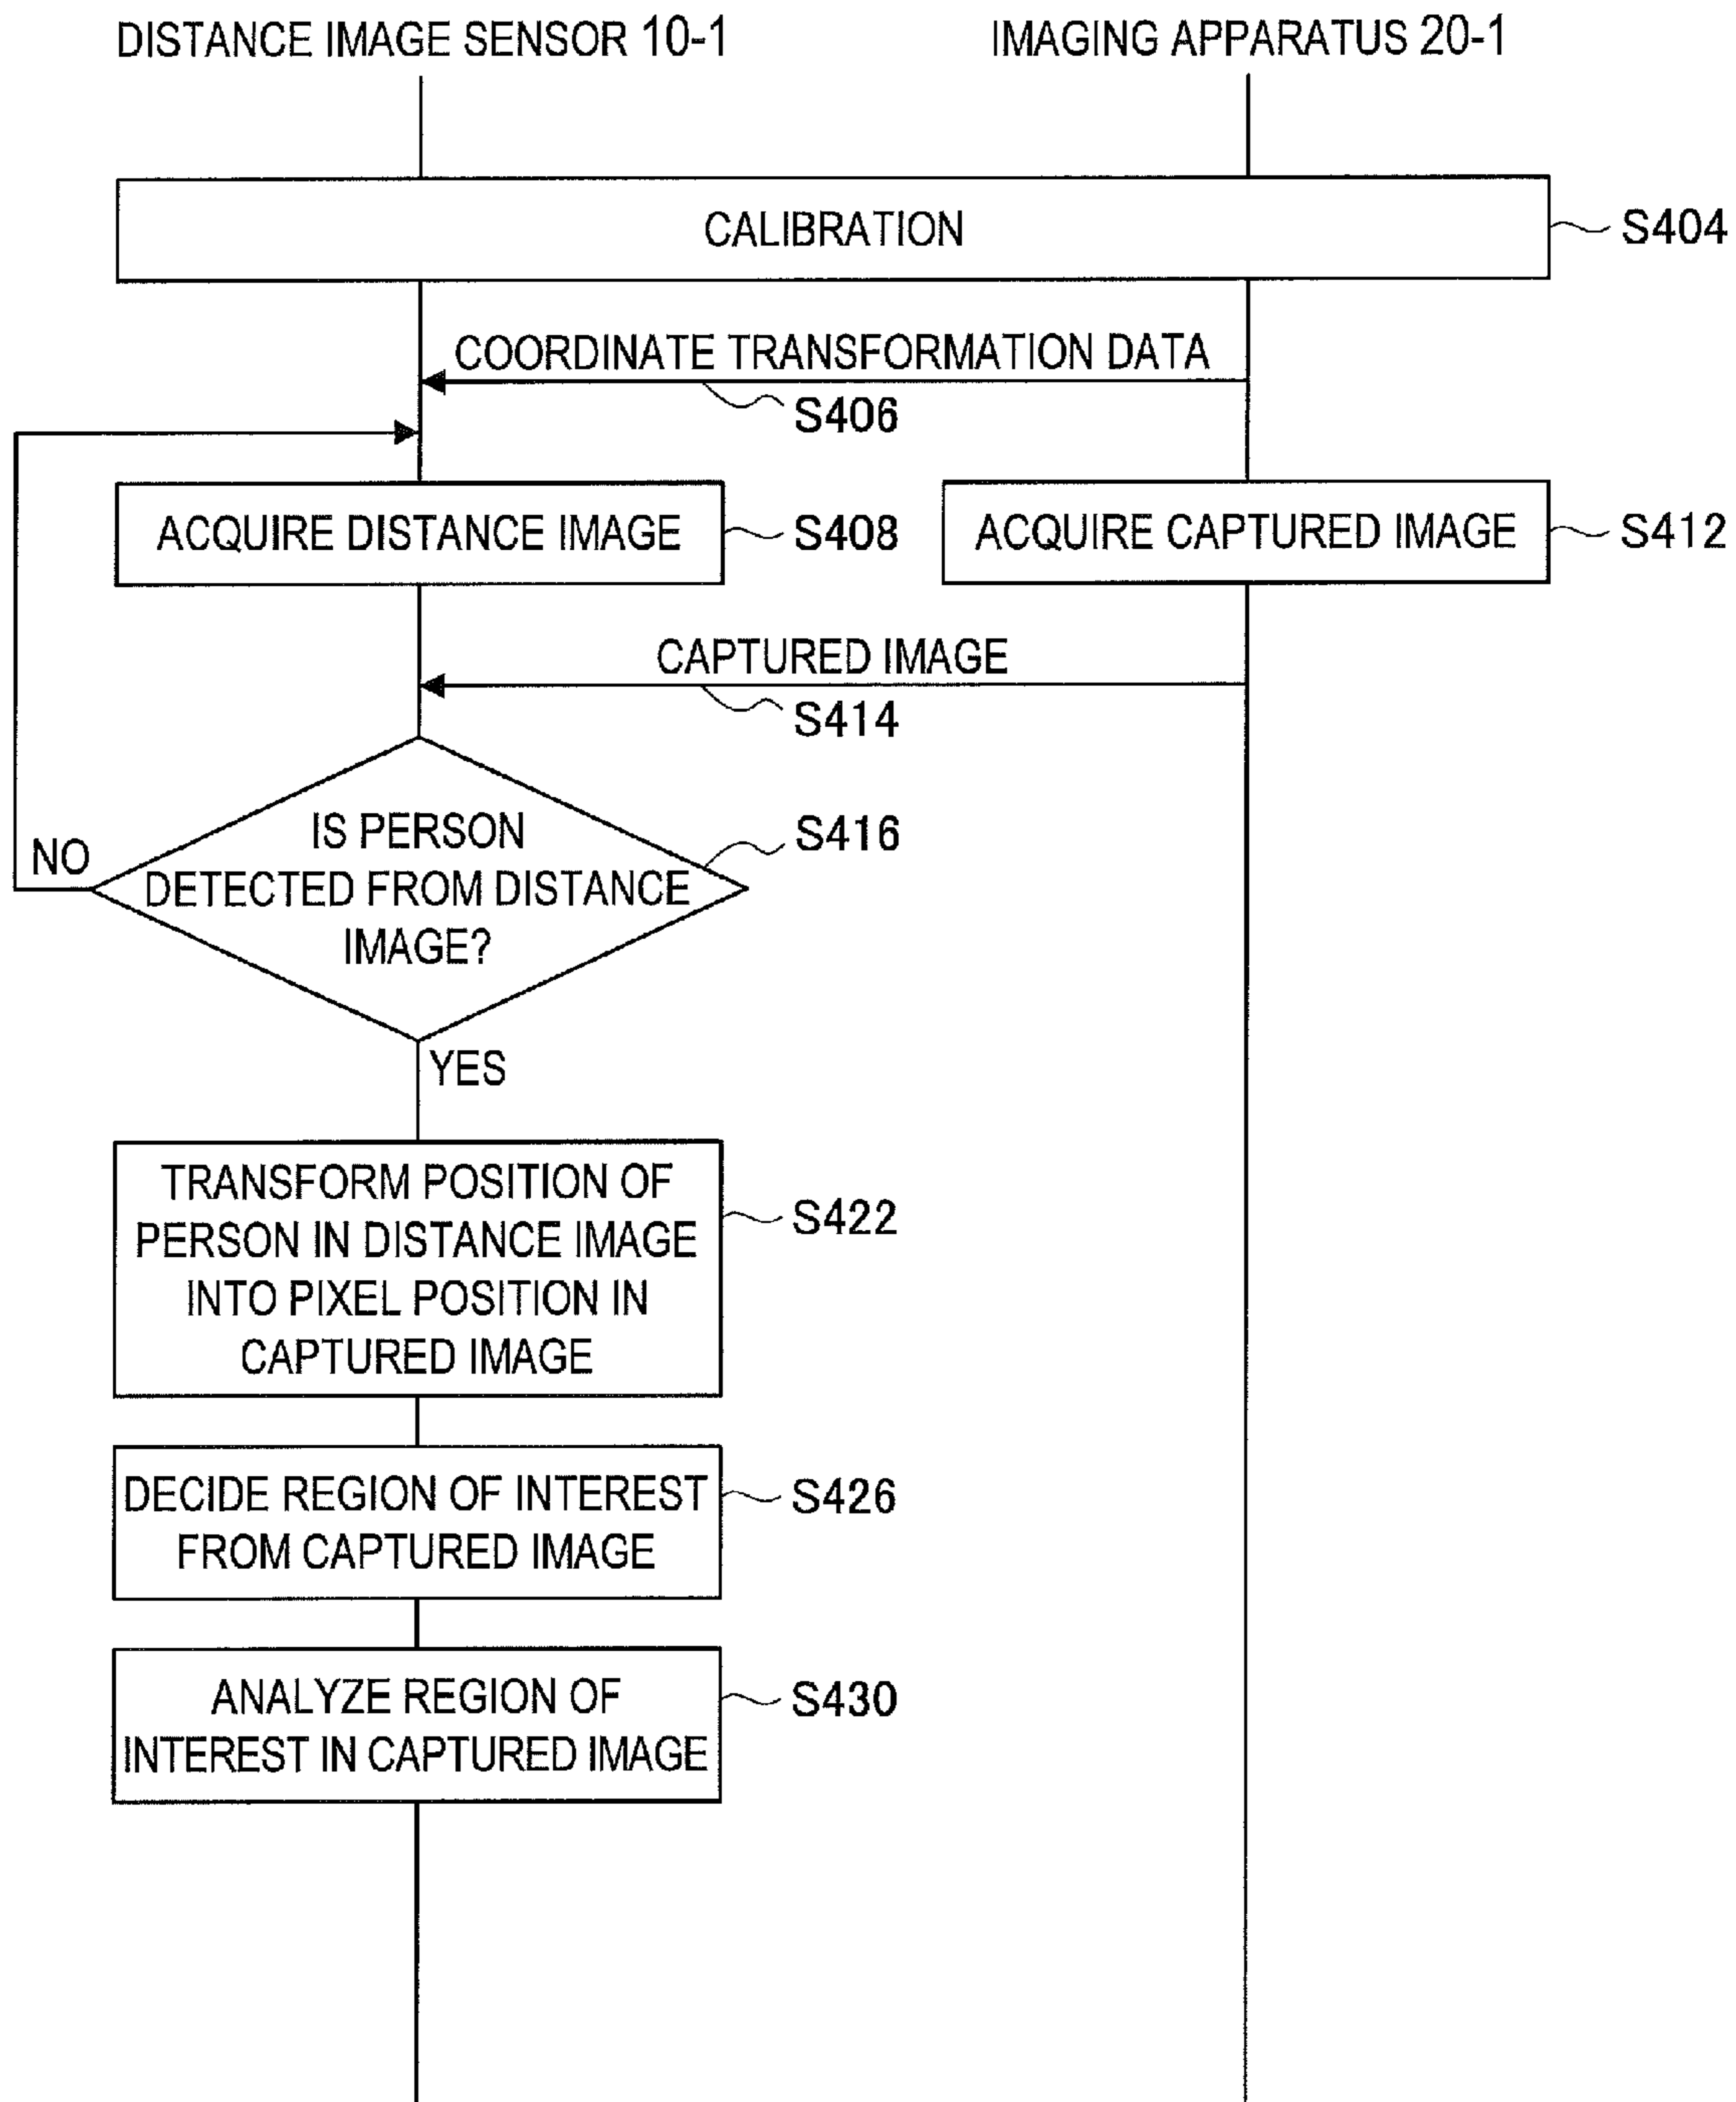 DISTANCE IMAGE SENSOR 10-1
IMAGING APPARATUS 20-1
CALIBRATION
S404
COORDINATE TRANSFORMATION DATA
S406
ACQUIRE DISTANCE IMAGE
S408
ACQUIRE CAPTURED IMAGE
S412
CAPTURED IMAGE
S414
IS PERSON
DETECTED FROM DISTANCE
IMAGE?
S416
NO
YES
TRANSFORM POSITION OF
PERSON IN DISTANCE IMAGE
INTO PIXEL POSITION IN
CAPTURED IMAGE
S422
DECIDE REGION OF INTEREST
FROM CAPTURED IMAGE
S426
ANALYZE REGION OF
INTEREST IN CAPTURED IMAGE
S430